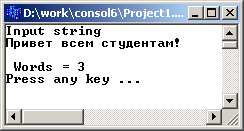 D:\work\consol6\Project1....
Input string
Привет всем студентам!
Words = 3
Press any key ...